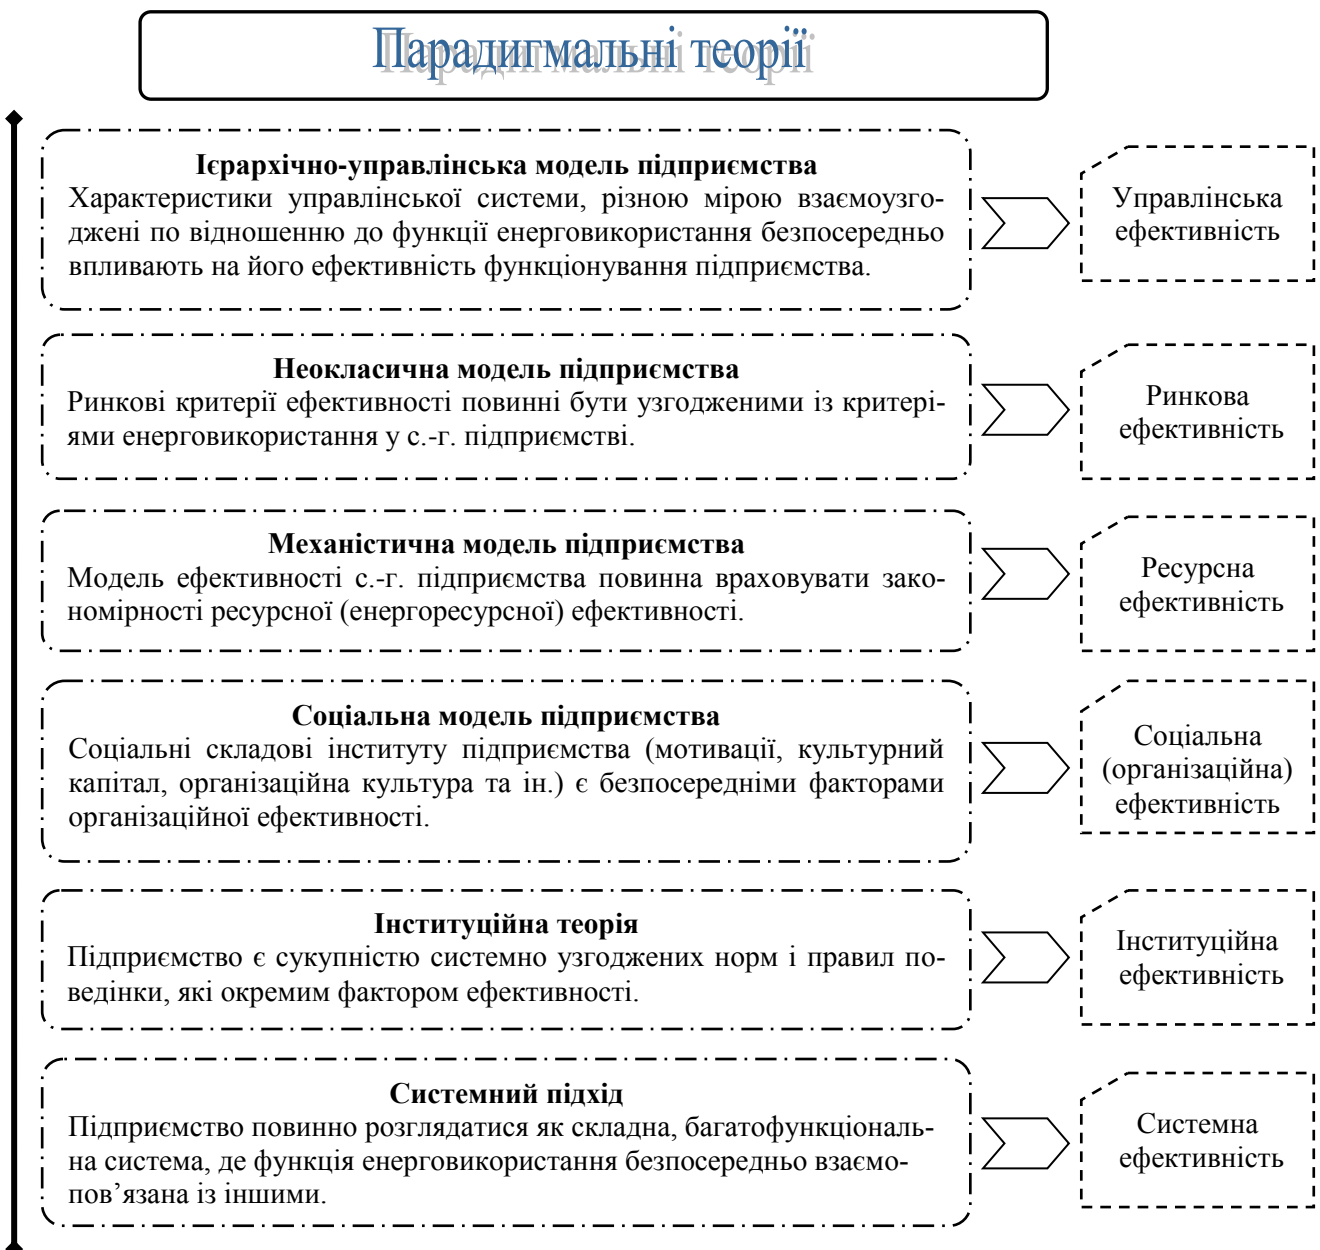 Парадигмальні теорії
Ієрархічно-управлінська модель підприємства
Характеристики управлінської системи, різною мірою взаємоузго-
джені по відношенню до функції енерговикористання безпосередньо
впливають на його ефективність функціонування підприємства.
Управлінська
ефективність
Неокласична модель підприємства
Ринкові критерії ефективності повинні бути узгодженими із критері-
ями енерговикористання у с.-г. підприємстві.
Ринкова
ефективність
Механістична модель підприємства
Модель ефективності с.-г. підприємства повинна враховувати зако-
номірності ресурсної (енергоресурсної) ефективності.
Ресурсна
ефективність
Соціальна модель підприємства
Соціальні складові інституту підприємства (мотивації, культурний
капітал, організаційна культура та ін.) є безпосередніми факторами
організаційної ефективності.
Соціальна
(організаційна)
ефективність
Інституційна теорія
Підприємство є сукупністю системно узгоджених норм і правил по-
ведінки, які окремим фактором ефективності.
Інституційна
ефективність
Системний підхід
Підприємство повинно розглядатися як складна, багатофункціональ-
на система, де функція енерговикористання безпосередньо взаємо-
пов’язана із іншими.
Системна
ефективність